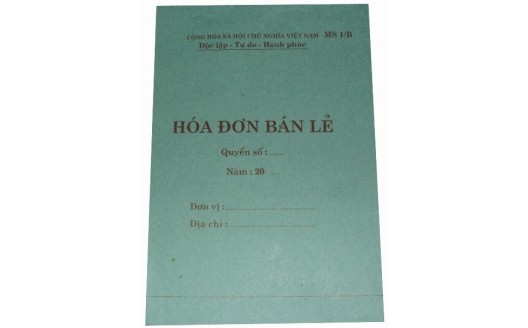 CỘNG HÒA XÃ HỘI CHỦ NGHĨA VIỆT NAM MS 1/B
Độc lập - Tự do - Hạnh phúc
HÓA ĐƠN BÁN LẺ
Quyển số : .....
Năm : 20 ....
Đơn vị :..........................
Địa chỉ :.........................